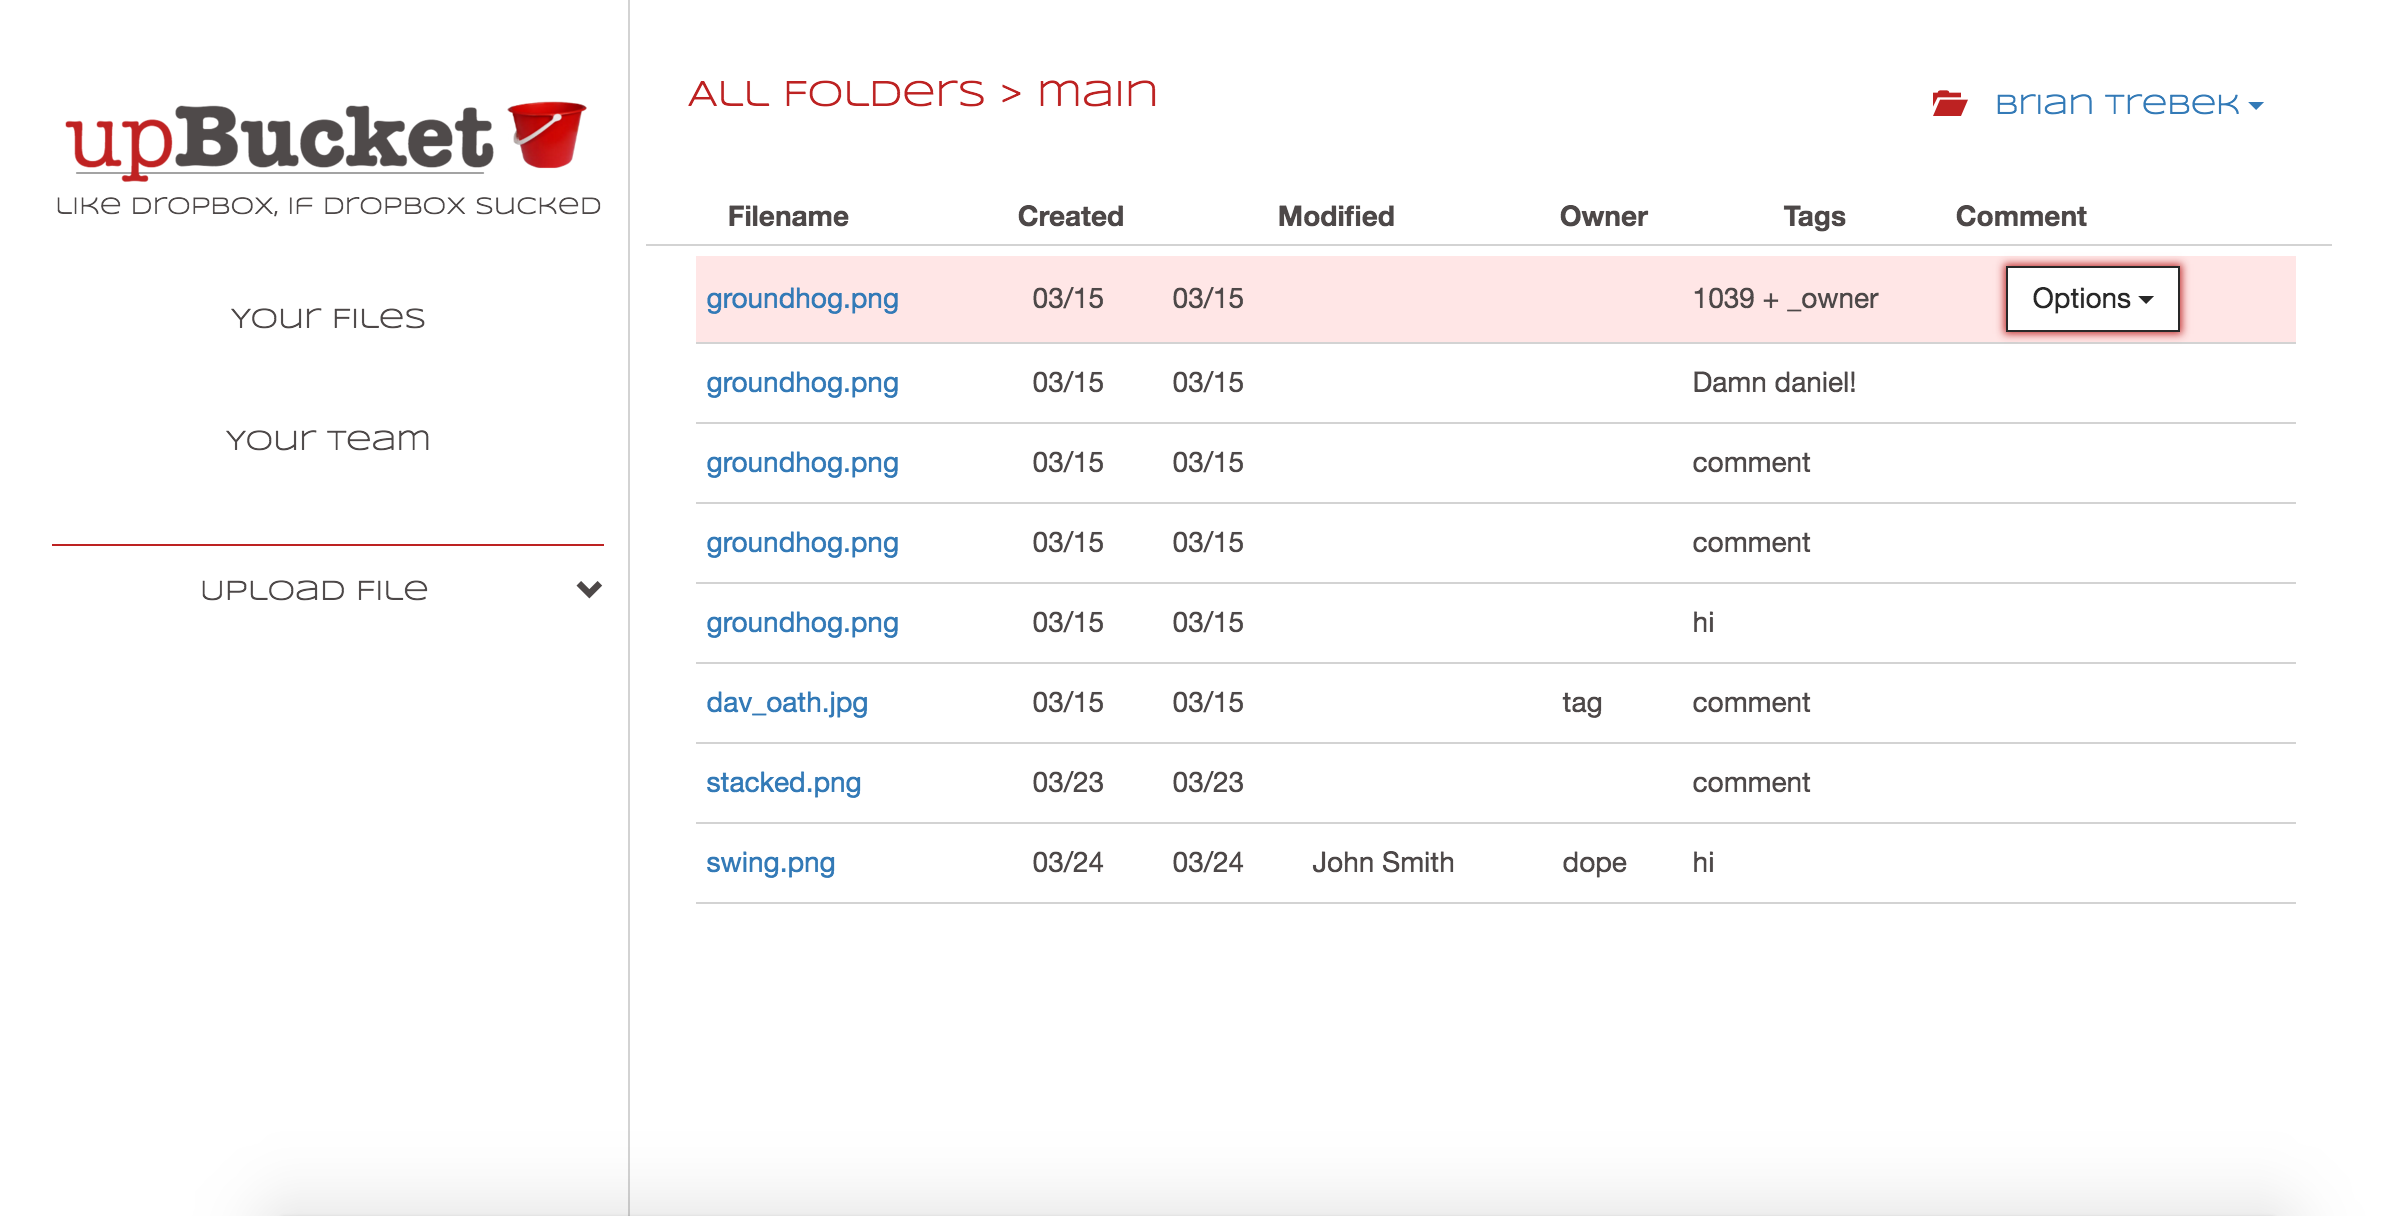 upBucket
Like Dropbox, if Dropbox sucked
Your Files
Your Team
Upload File
All Folders > main
Brian Trebek
Filename Created Modified Owner Tags Comment
groundhog.png 03/15 03/15 1039 + _owner Options
groundhog.png 03/15 03/15 Damn daniel!
groundhog.png 03/15 03/15 comment
groundhog.png 03/15 03/15 comment
groundhog.png 03/15 03/15 hi
dav_oath.jpg 03/15 03/15 tag comment
stacked.png 03/23 03/23 comment
swing.png 03/24 03/24 John Smith dope hi